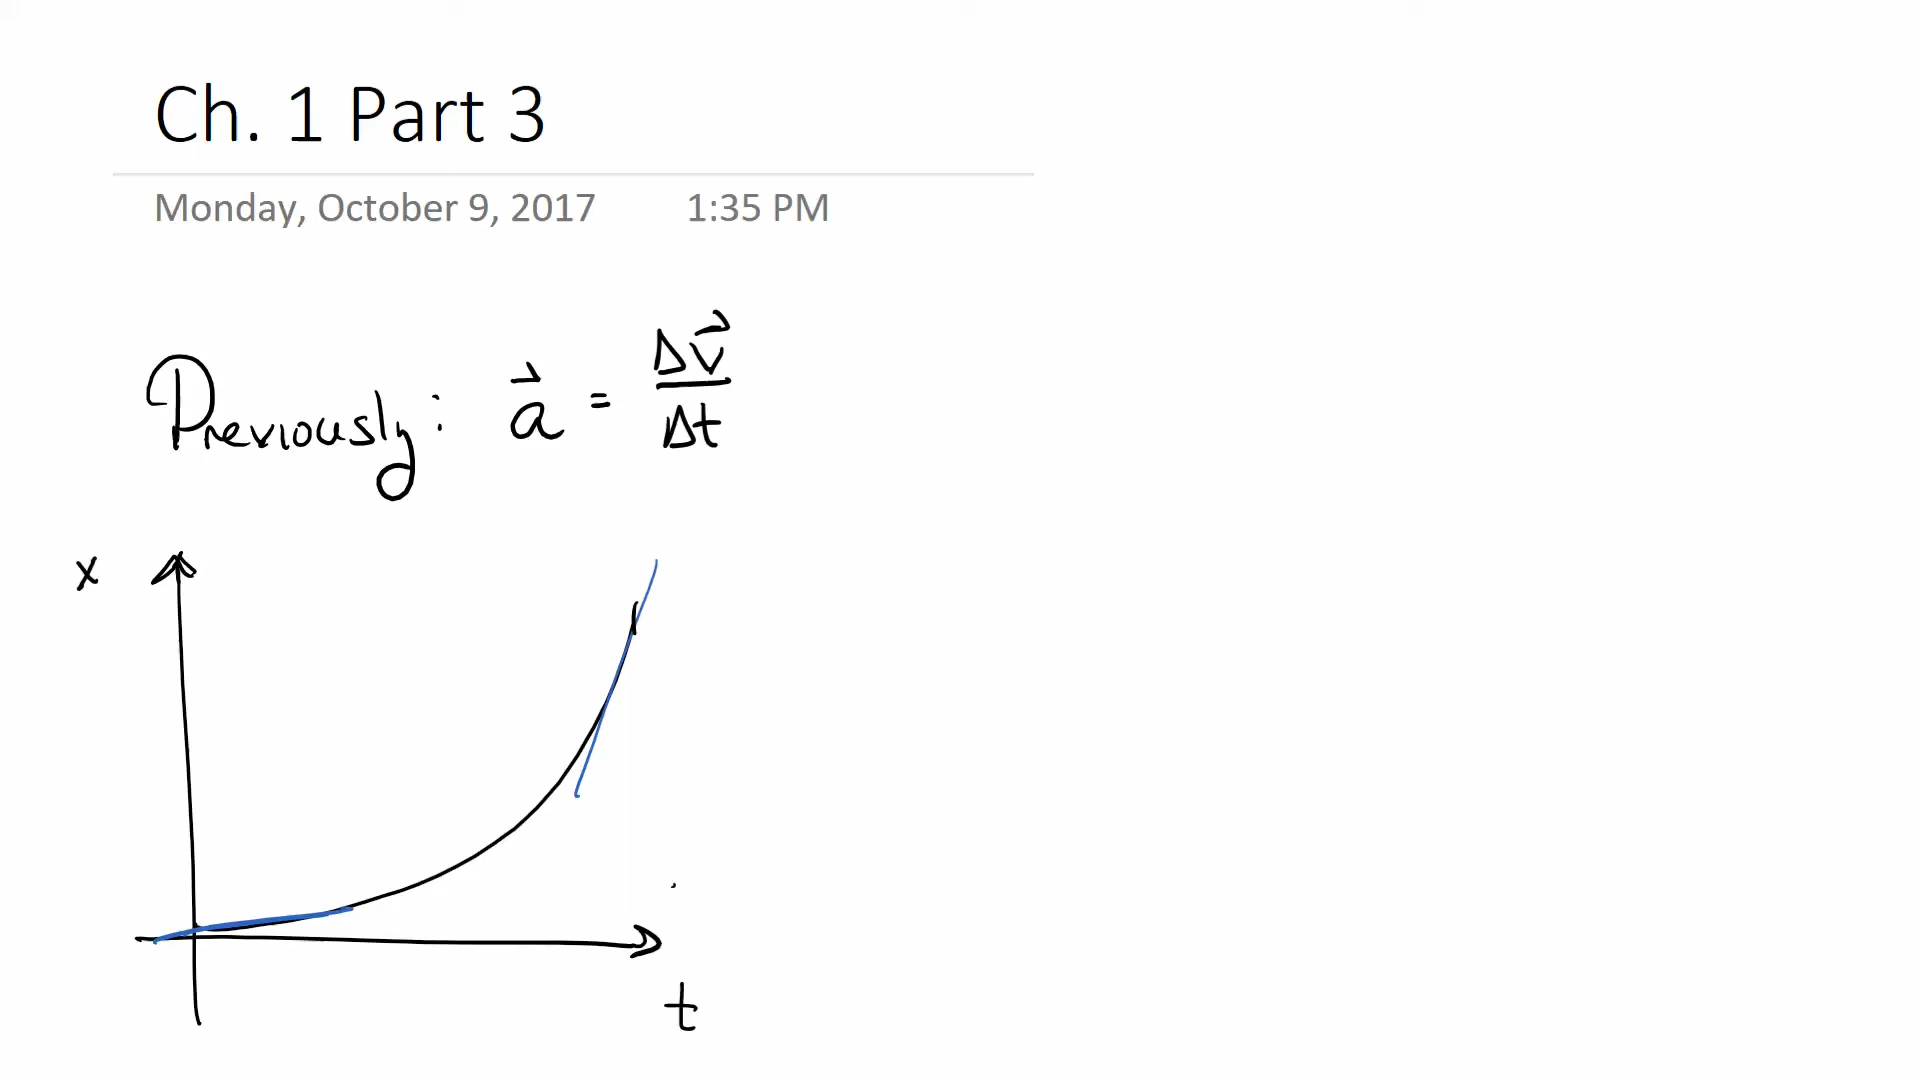 Ch. 1 Part 3
Monday, October 9, 2017 1:35 PM
Previously: a⃗ = Δv⃗/Δt
x
t